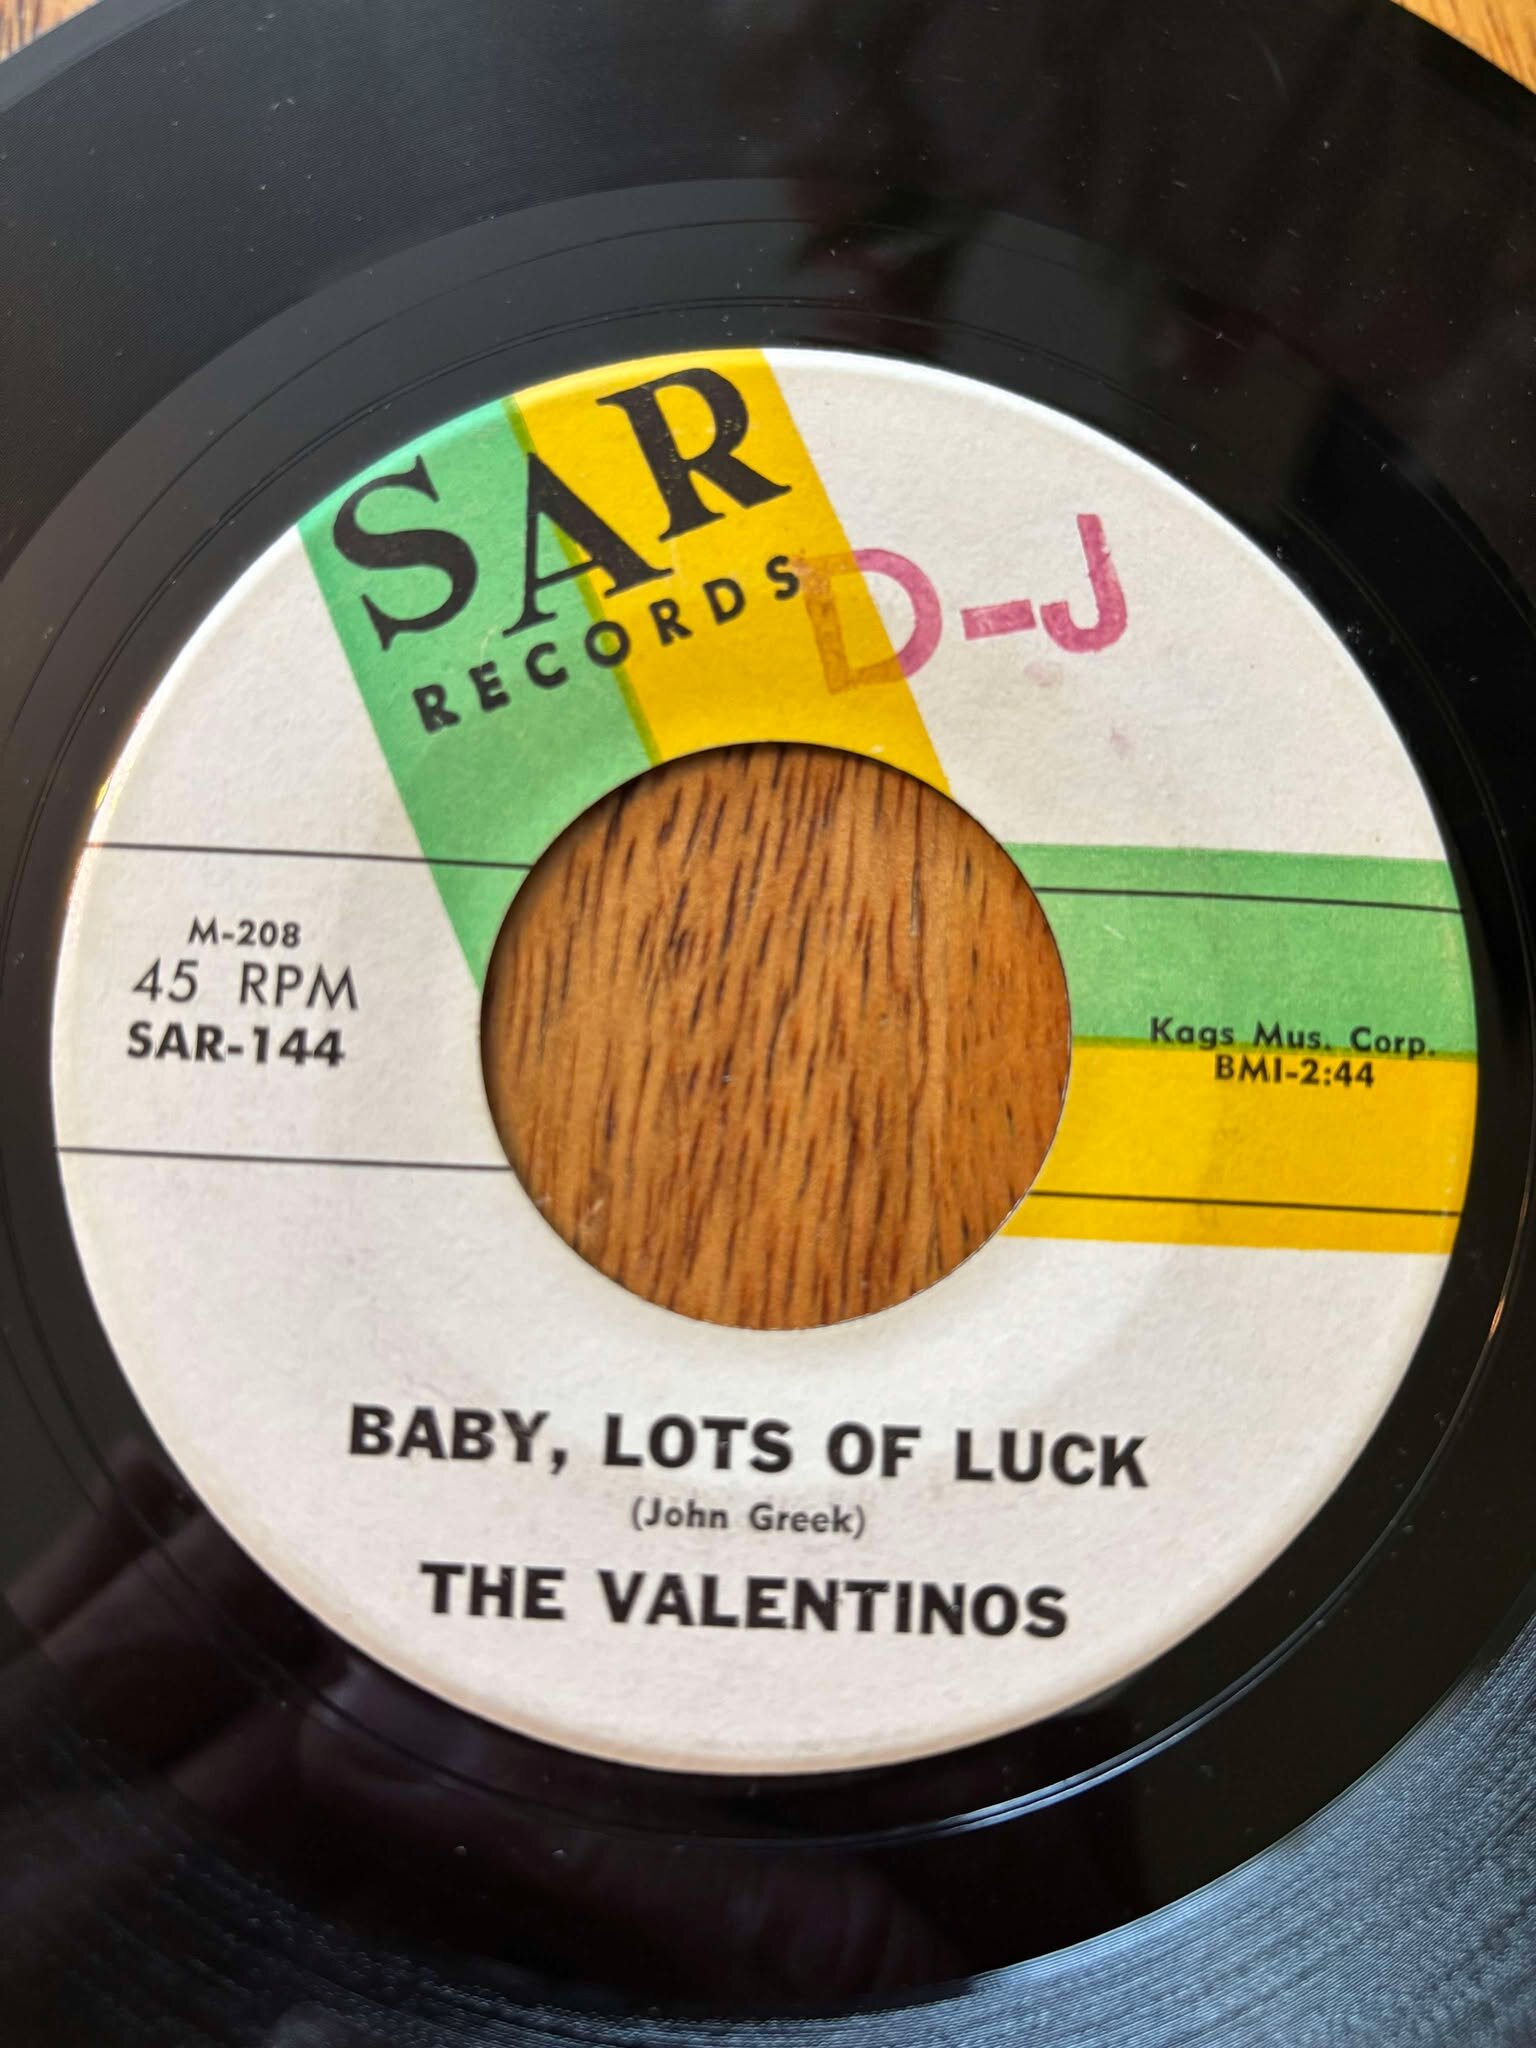 SAR
RECORDS
D-J
M-208
45 RPM
SAR-144
Kags Mus. Corp.
BMI-2:44
BABY, LOTS OF LUCK
(John Greek)
THE VALENTINOS